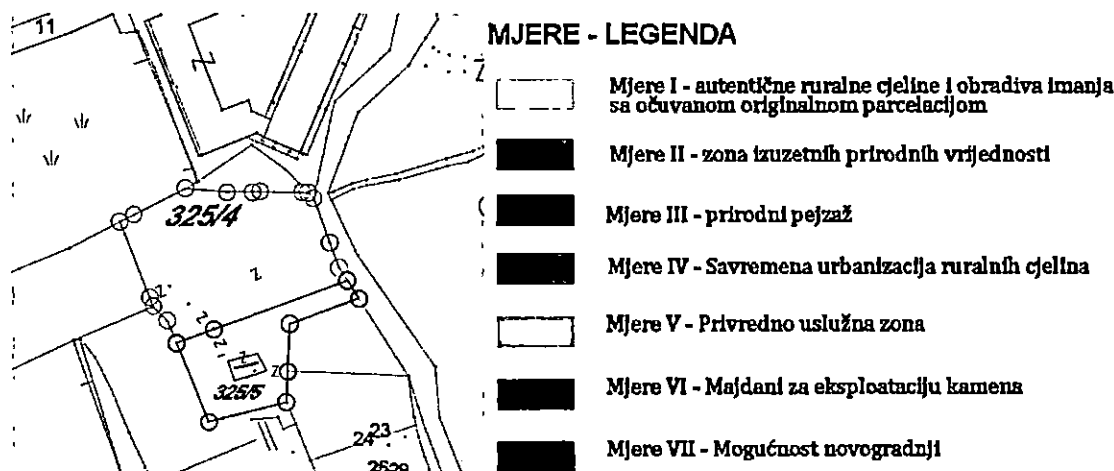 11
MJERE - LEGENDA
Mjere I - autentične ruralne cjeline i obradiva imanja
sa očuvanom originalnom parcelacijom
Mjere II - zona izuzetnih prirodnih vrijednosti
Mjere III - prirodni pejzaž
Mjere IV - Savremena urbanizacija ruralnih cjelina
Mjere V - Privredno uslužna zona
Mjere VI - Majdani za eksploataciju kamena
Mjere VII - Mogućnost novogradnji
Z
Z
325/4
Z
Z
Z
Z
Z
Z
325/5
23
24